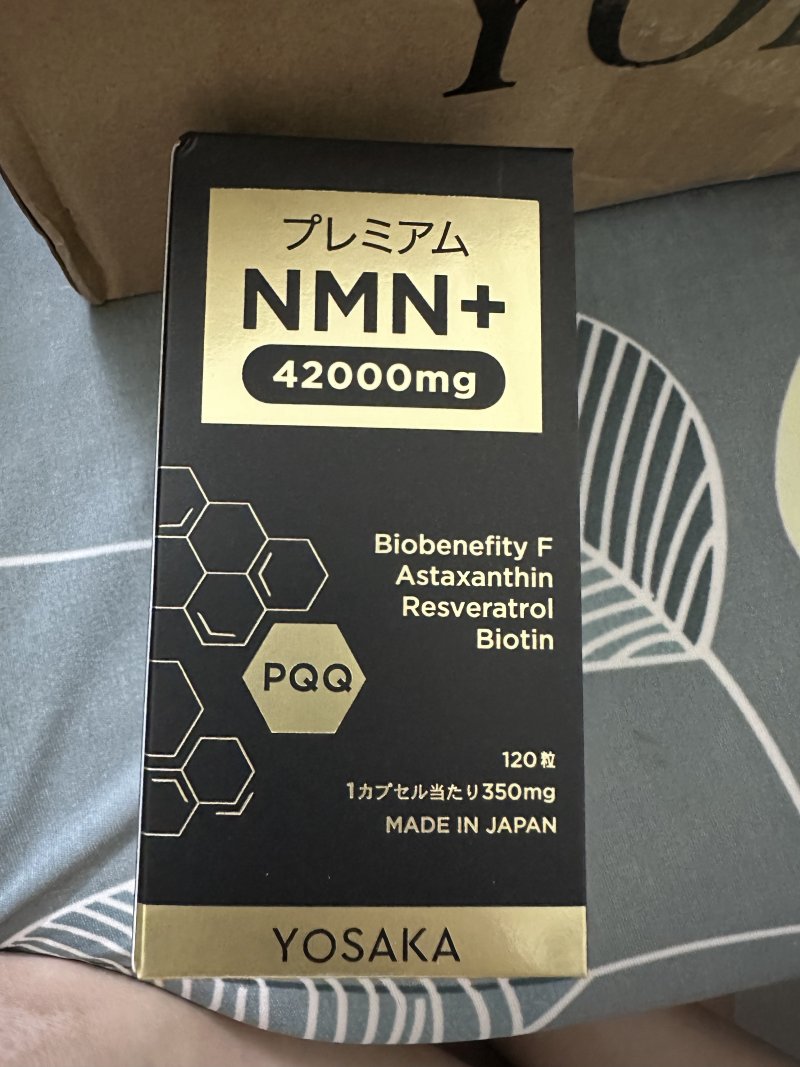 プレミアム
NMN+
42000mg
Biobenefity F
Astaxanthin
Resveratrol
Biotin
PQQ
120粒
1カプセル当たり350mg
MADE IN JAPAN
YOSAKA